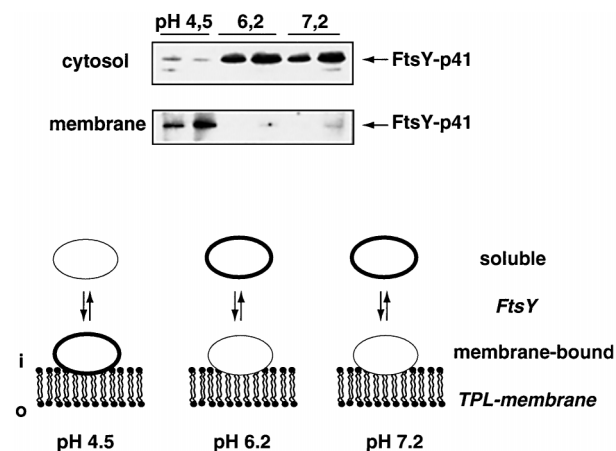 pH 4,5 6,2 7,2
cytosol FtsY-p41
membrane FtsY-p41
soluble
FtsY
i membrane-bound
o TPL-membrane
pH 4.5 pH 6.2 pH 7.2